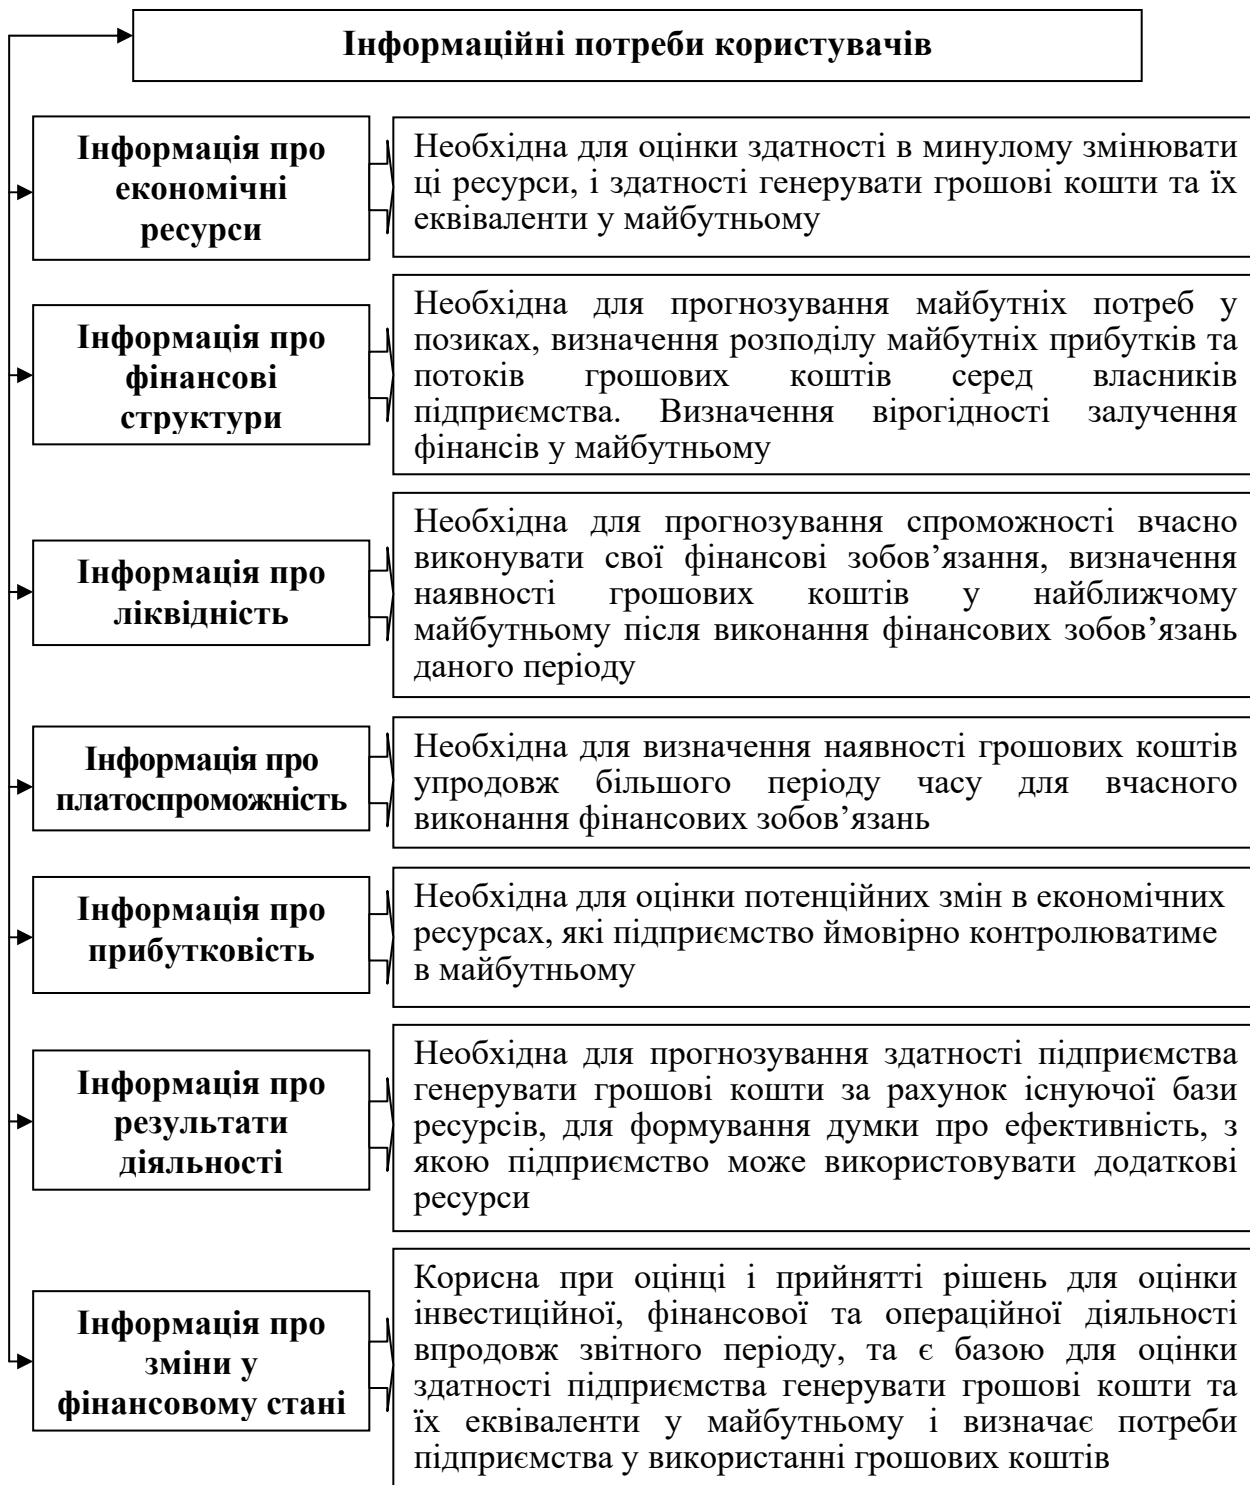 Інформаційні потреби користувачів
Інформація про
економічні
ресурси
Необхідна для оцінки здатності в минулому змінювати
ці ресурси, і здатності генерувати грошові кошти та їх
еквіваленти у майбутньому
Інформація про
фінансові
структури
Необхідна для прогнозування майбутніх потреб у
позиках, визначення розподілу майбутніх прибутків та
потоків грошових коштів серед власників
підприємства. Визначення вірогідності залучення
фінансів у майбутньому
Інформація про
ліквідність
Необхідна для прогнозування спроможності вчасно
виконувати свої фінансові зобов’язання, визначення
наявності грошових коштів у найближчому
майбутньому після виконання фінансових зобов’язань
даного періоду
Інформація про
платоспроможність
Необхідна для визначення наявності грошових коштів
упродовж більшого періоду часу для вчасного
виконання фінансових зобов’язань
Інформація про
прибутковість
Необхідна для оцінки потенційних змін в економічних
ресурсах, які підприємство ймовірно контролюватиме
в майбутньому
Інформація про
результати
діяльності
Необхідна для прогнозування здатності підприємства
генерувати грошові кошти за рахунок існуючої бази
ресурсів, для формування думки про ефективність, з
якою підприємство може використовувати додаткові
ресурси
Інформація про
зміни у
фінансовому стані
Корисна при оцінці і прийнятті рішень для оцінки
інвестиційної, фінансової та операційної діяльності
впродовж звітного періоду, та є базою для оцінки
здатності підприємства генерувати грошові кошти та
їх еквіваленти у майбутньому і визначає потреби
підприємства у використанні грошових коштів